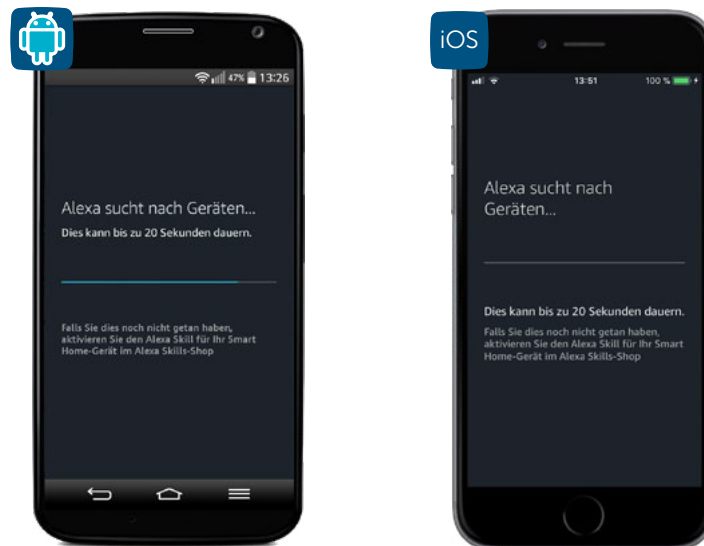 47% 13:26
Alexa sucht nach Geräten...
Dies kann bis zu 20 Sekunden dauern.
Falls Sie dies noch nicht getan haben,
aktivieren Sie den Alexa Skill für Ihr Smart
Home-Gerät im Alexa Skills-Shop
iOS
13:51 100 %
Alexa sucht nach
Geräten...
Dies kann bis zu 20 Sekunden dauern.
Falls Sie dies noch nicht getan haben,
aktivieren Sie den Alexa Skill für Ihr Smart
Home-Gerät im Alexa Skills-Shop